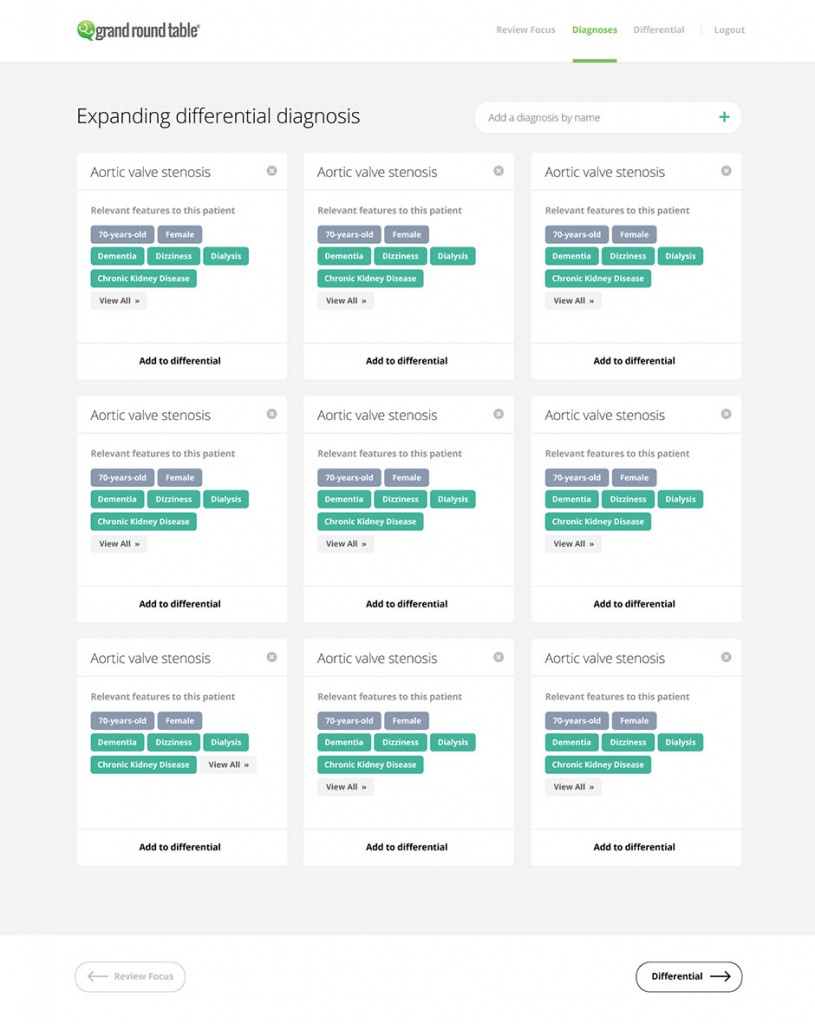 grand round table®
Review Focus Diagnoses Differential Logout
Expanding differential diagnosis
Add a diagnosis by name +
Aortic valve stenosis
Relevant features to this patient
70-years-old Female
Dementia Dizziness Dialysis
Chronic Kidney Disease
View All »
Add to differential
Aortic valve stenosis
Relevant features to this patient
70-years-old Female
Dementia Dizziness Dialysis
Chronic Kidney Disease
View All »
Add to differential
Aortic valve stenosis
Relevant features to this patient
70-years-old Female
Dementia Dizziness Dialysis
Chronic Kidney Disease
View All »
Add to differential
Aortic valve stenosis
Relevant features to this patient
70-years-old Female
Dementia Dizziness Dialysis
Chronic Kidney Disease
View All »
Add to differential
Aortic valve stenosis
Relevant features to this patient
70-years-old Female
Dementia Dizziness Dialysis
Chronic Kidney Disease
View All »
Add to differential
Aortic valve stenosis
Relevant features to this patient
70-years-old Female
Dementia Dizziness Dialysis
Chronic Kidney Disease
View All »
Add to differential
Aortic valve stenosis
Relevant features to this patient
70-years-old Female
Dementia Dizziness Dialysis
Chronic Kidney Disease View All »
Add to differential
Aortic valve stenosis
Relevant features to this patient
70-years-old Female
Dementia Dizziness Dialysis
Chronic Kidney Disease
View All »
Add to differential
Aortic valve stenosis
Relevant features to this patient
70-years-old Female
Dementia Dizziness Dialysis
Chronic Kidney Disease
View All »
Add to differential
Review Focus
Differential